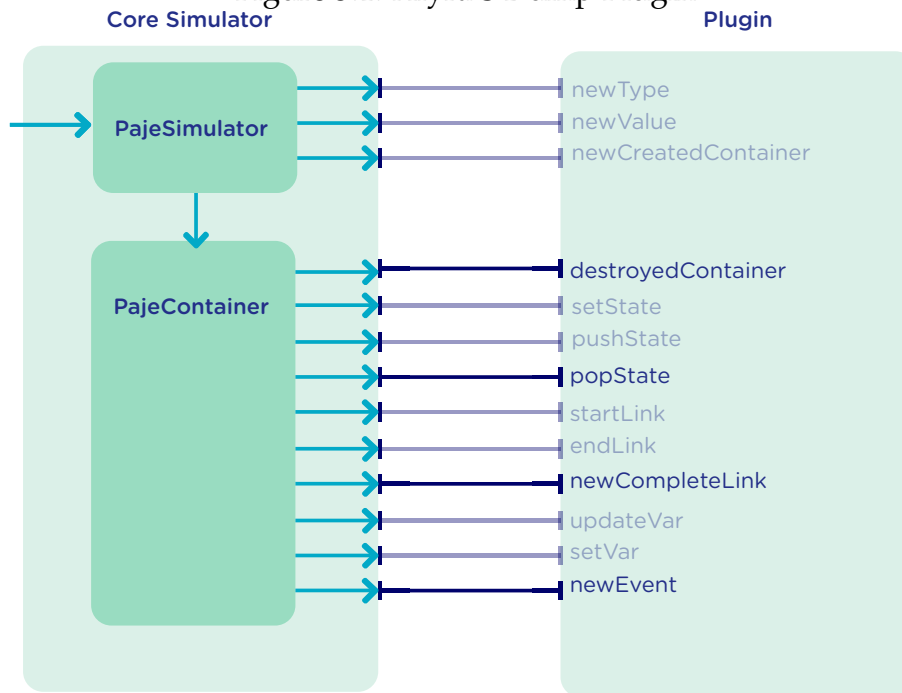 Core Simulator
Plugin
PajeSimulator
newType
newValue
newCreatedContainer
PajeContainer
destroyedContainer
setState
pushState
popState
startLink
endLink
newCompleteLink
updateVar
setVar
newEvent